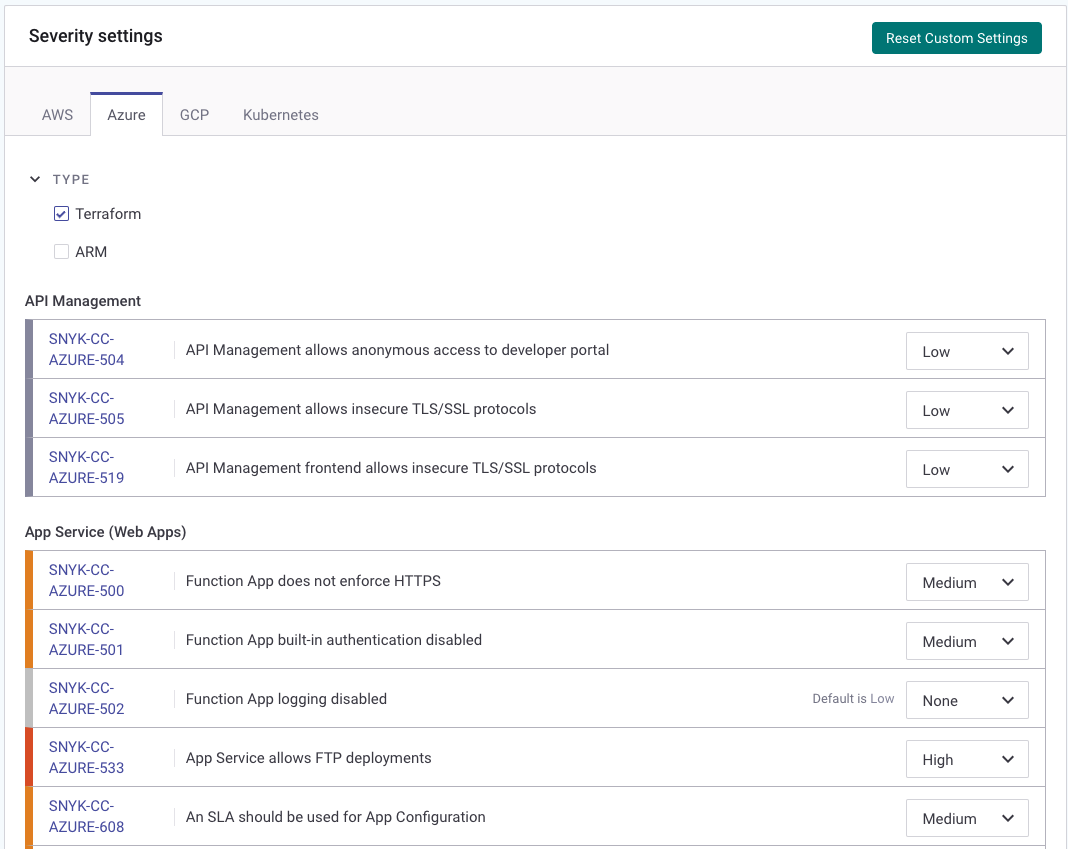 Severity settings
Reset Custom Settings
AWS
Azure
GCP
Kubernetes
TYPE
Terraform
ARM
API Management
SNYK-CC-
AZURE-504
API Management allows anonymous access to developer portal
Low
SNYK-CC-
AZURE-505
API Management allows insecure TLS/SSL protocols
Low
SNYK-CC-
AZURE-519
API Management frontend allows insecure TLS/SSL protocols
Low
App Service (Web Apps)
SNYK-CC-
AZURE-500
Function App does not enforce HTTPS
Medium
SNYK-CC-
AZURE-501
Function App built-in authentication disabled
Medium
SNYK-CC-
AZURE-502
Function App logging disabled
Default is Low
None
SNYK-CC-
AZURE-533
App Service allows FTP deployments
High
SNYK-CC-
AZURE-608
An SLA should be used for App Configuration
Medium